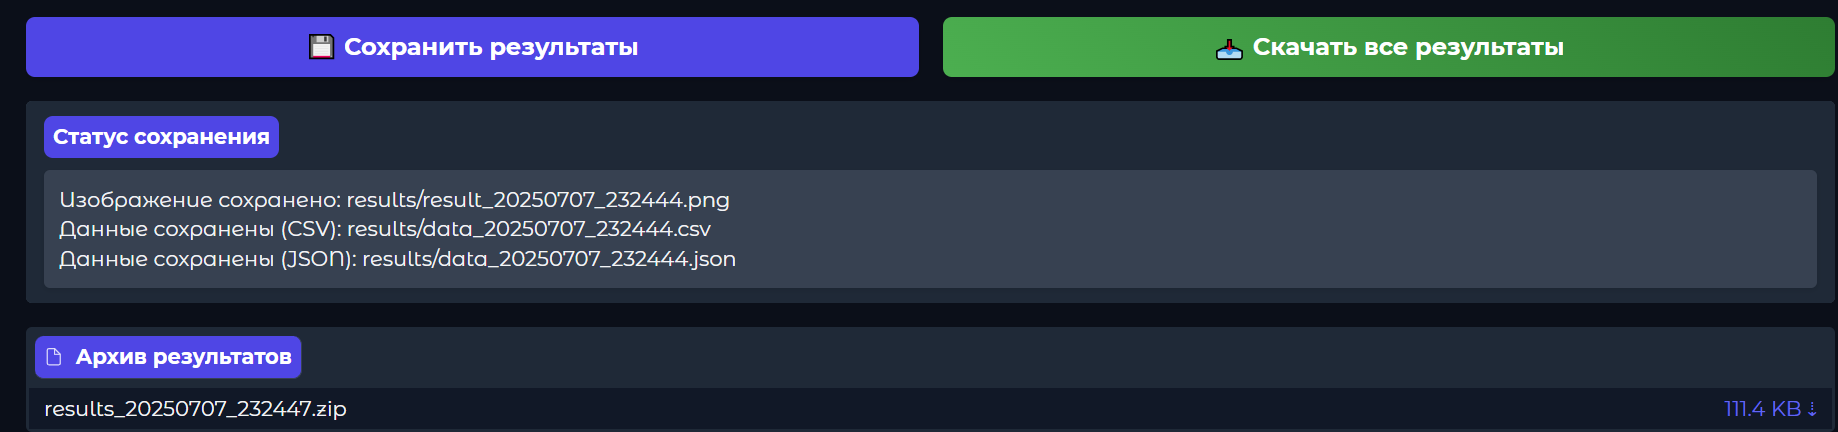 Сохранить результаты
Скачать все результаты
Статус сохранения
Изображение сохранено: results/result_20250707_232444.png
Данные сохранены (CSV): results/data_20250707_232444.csv
Данные сохранены (JSON): results/data_20250707_232444.json
Архив результатов
results_20250707_232447.zip
111.4 KB ⇣